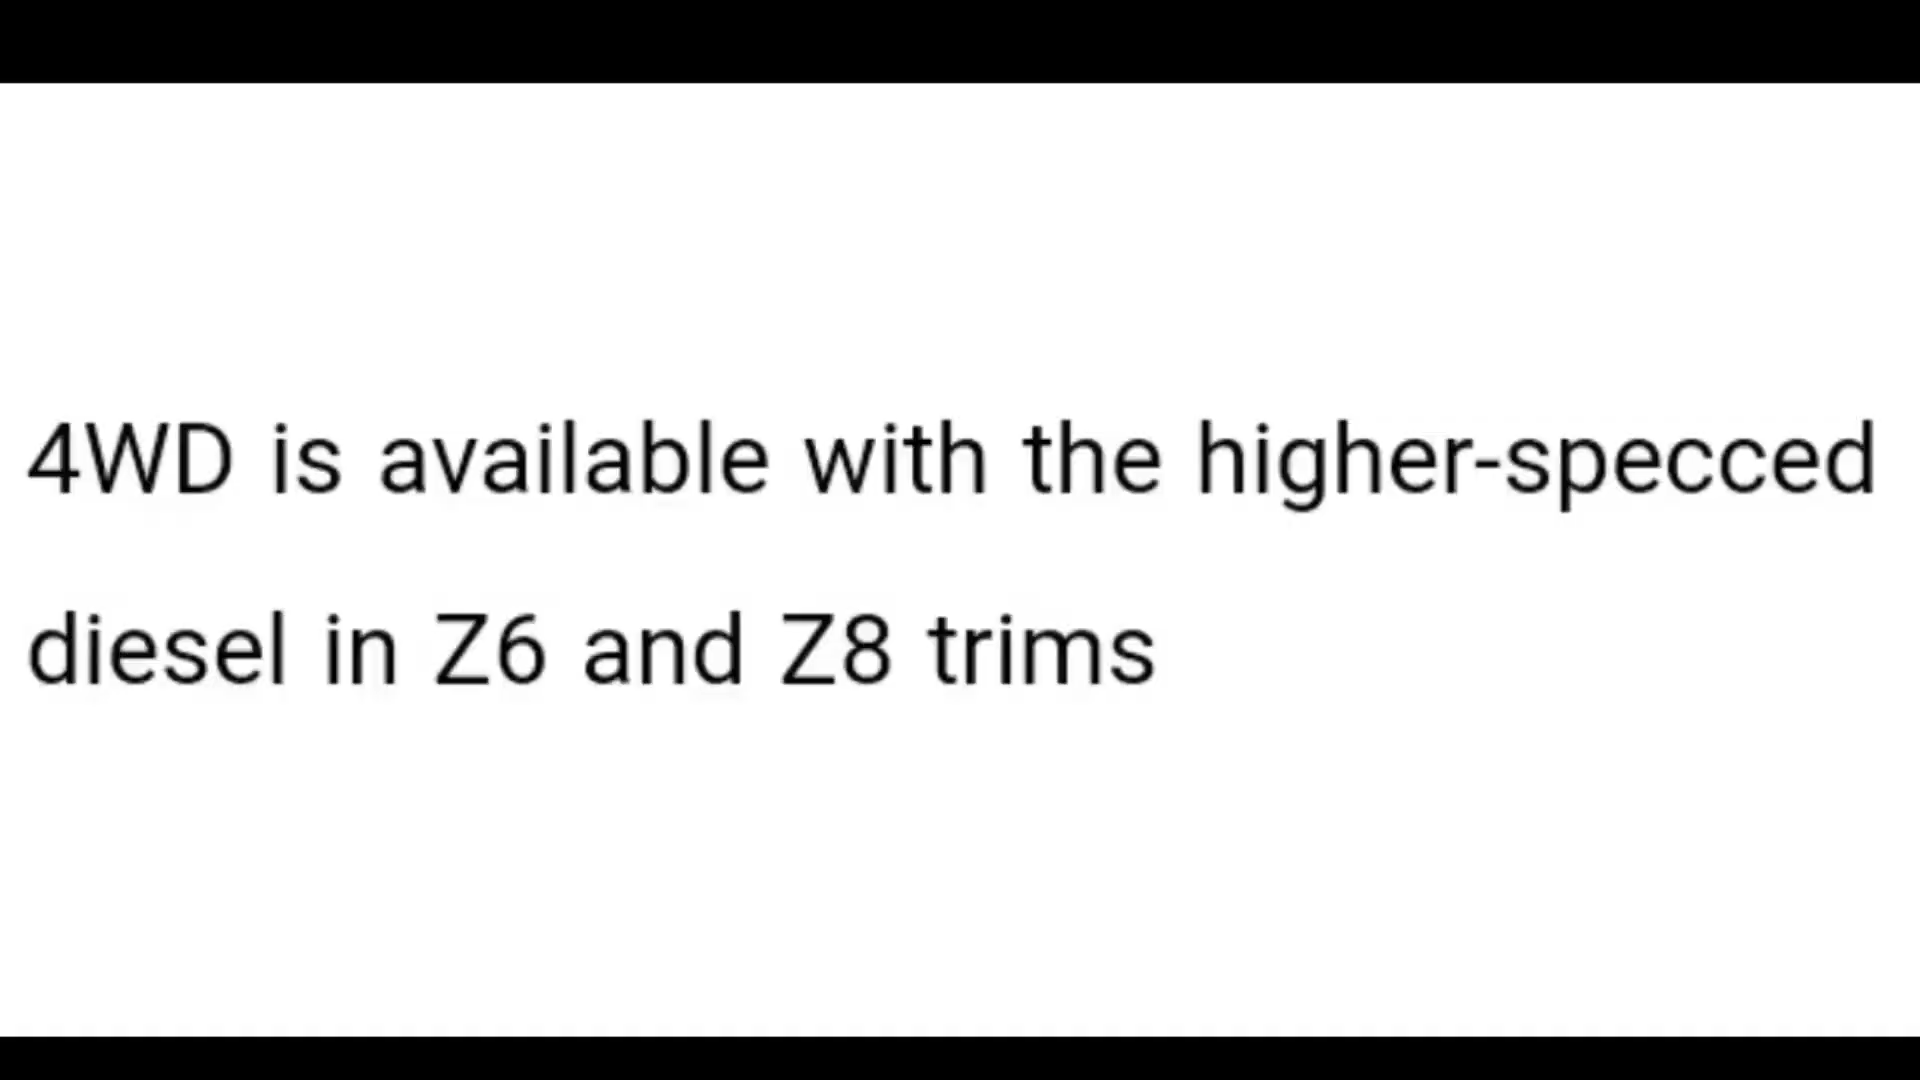 4WD is available with the higher-specced
diesel in Z6 and Z8 trims